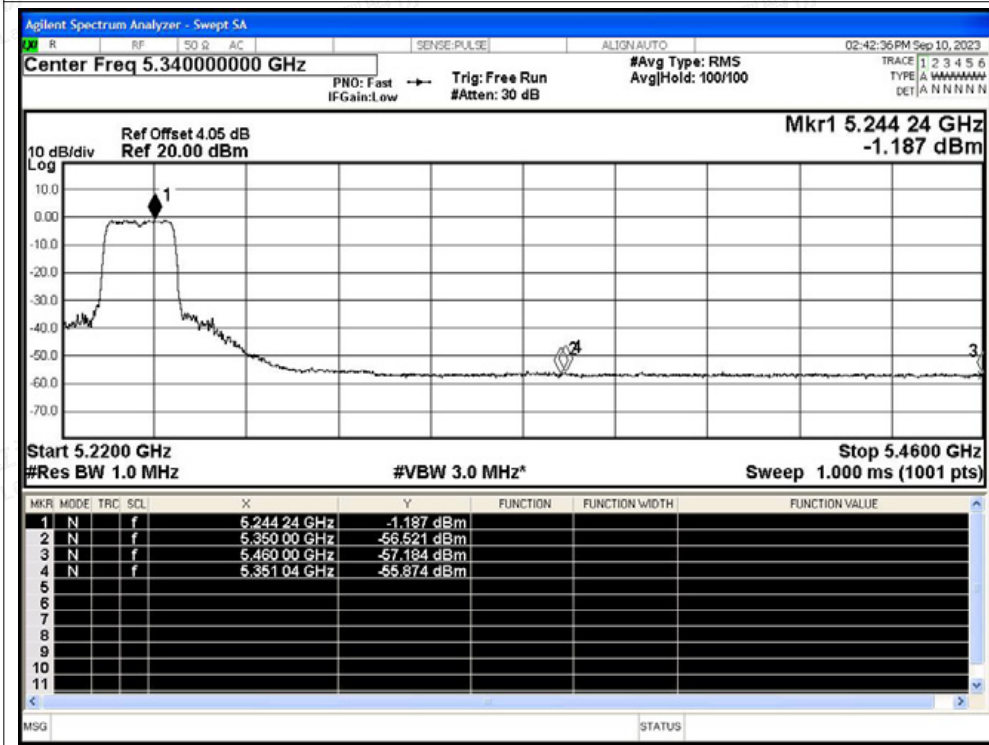 Agilent Spectrum Analyzer - Swept SA
LXI R RF 50 Ω AC SENSE:PULSE ALIGN AUTO 02:42:36 PM Sep 10, 2023
Center Freq 5.340000000 GHz
PNO: Fast
IFGain:Low
Trig: Free Run
#Atten: 30 dB
#Avg Type: RMS
Avg|Hold: 100/100
TRACE 1 2 3 4 5 6
TYPE A WWWWW
DET A N N N N N
Mkr1 5.244 24 GHz
-1.187 dBm
Ref Offset 4.05 dB
10 dB/div Ref 20.00 dBm
Log
10.0
0.00
-10.0
-20.0
-30.0
-40.0
-50.0
-60.0
-70.0
1
2 4
3
Start 5.2200 GHz Stop 5.4600 GHz
#Res BW 1.0 MHz #VBW 3.0 MHz* Sweep 1.000 ms (1001 pts)
MKR MODE TRC SCL X Y FUNCTION FUNCTION WIDTH FUNCTION VALUE
1 N f 5.244 24 GHz -1.187 dBm
2 N f 5.350 00 GHz -56.521 dBm
3 N f 5.460 00 GHz -57.184 dBm
4 N f 5.351 04 GHz -55.874 dBm
5
6
7
8
9
10
11
MSG STATUS